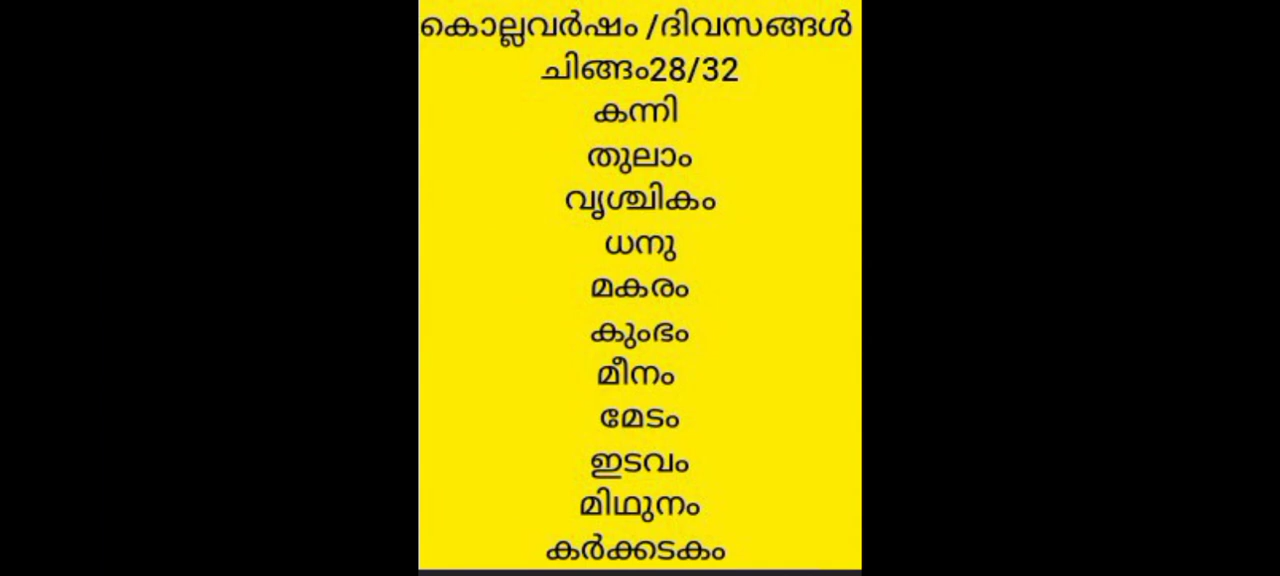 കൊല്ലവർഷം /ദിവസങ്ങൾ
ചിങ്ങം28/32
കന്നി
തുലാം
വൃശ്ചികം
ധനു
മകരം
കുംഭം
മീനം
മേടം
ഇടവം
മിഥുനം
കർക്കടകം